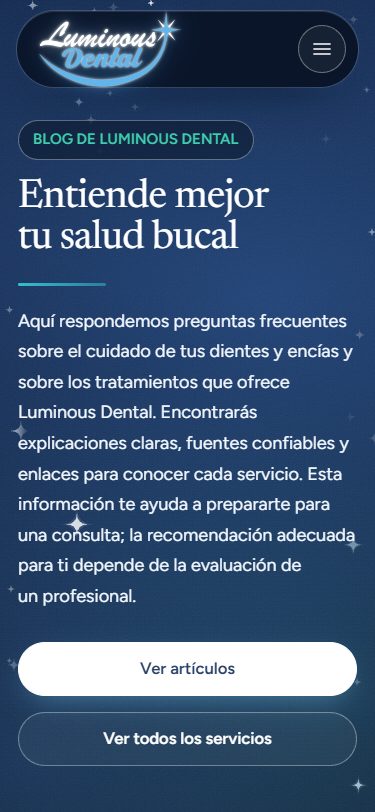 Luminous
Dental
BLOG DE LUMINOUS DENTAL
Entiende mejor
tu salud bucal
Aquí respondemos preguntas frecuentes
sobre el cuidado de tus dientes y encías y
sobre los tratamientos que ofrece
Luminous Dental. Encontrarás
explicaciones claras, fuentes confiables y
enlaces para conocer cada servicio. Esta
información te ayuda a prepararte para
una consulta; la recomendación adecuada
para ti depende de la evaluación de
un profesional.
Ver artículos
Ver todos los servicios